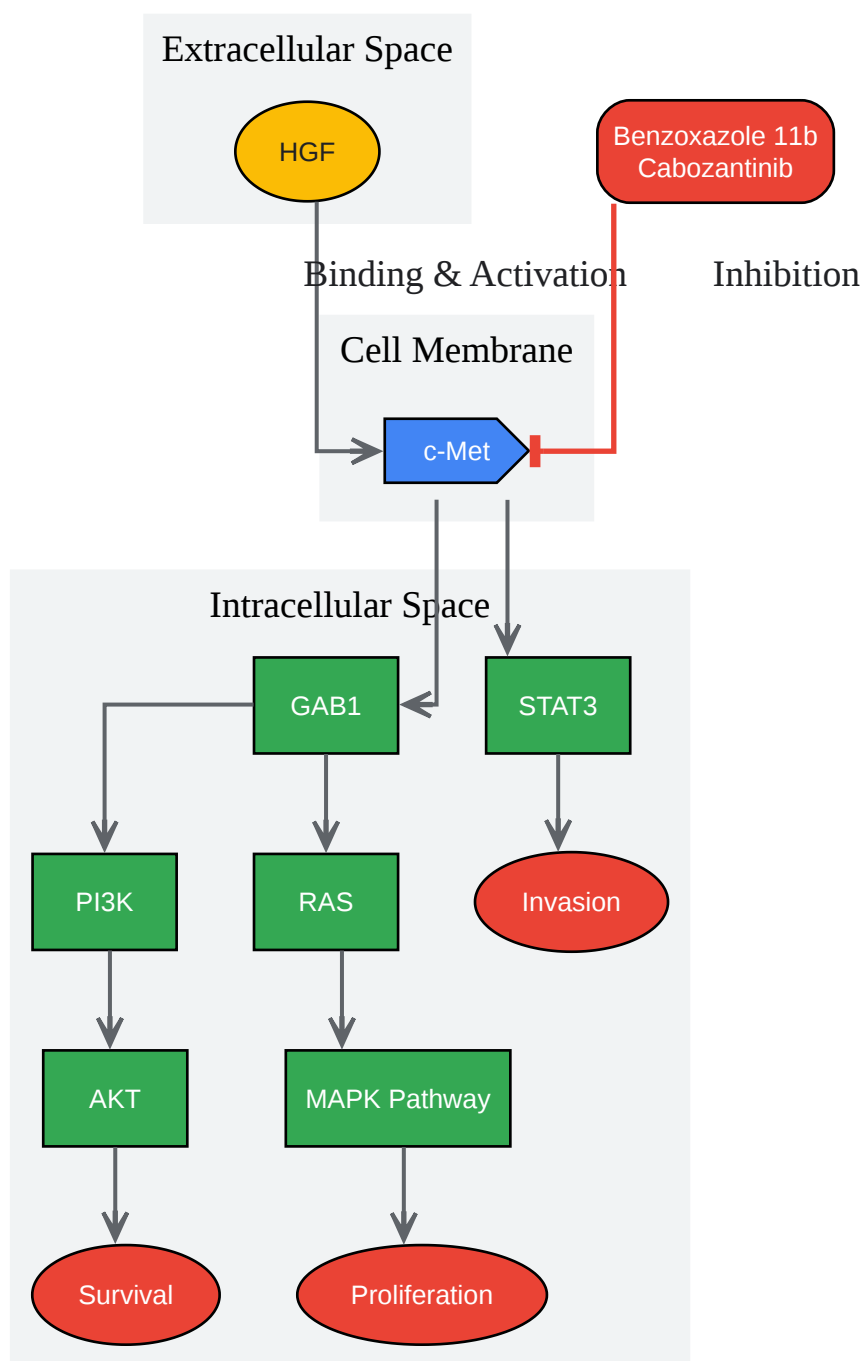 Extracellular Space
HGF
Benzoxazole 11b
Cabozantinib
Binding & Activation
Inhibition
Cell Membrane
c-Met
Intracellular Space
GAB1
STAT3
PI3K
RAS
Invasion
AKT
MAPK Pathway
Survival
Proliferation